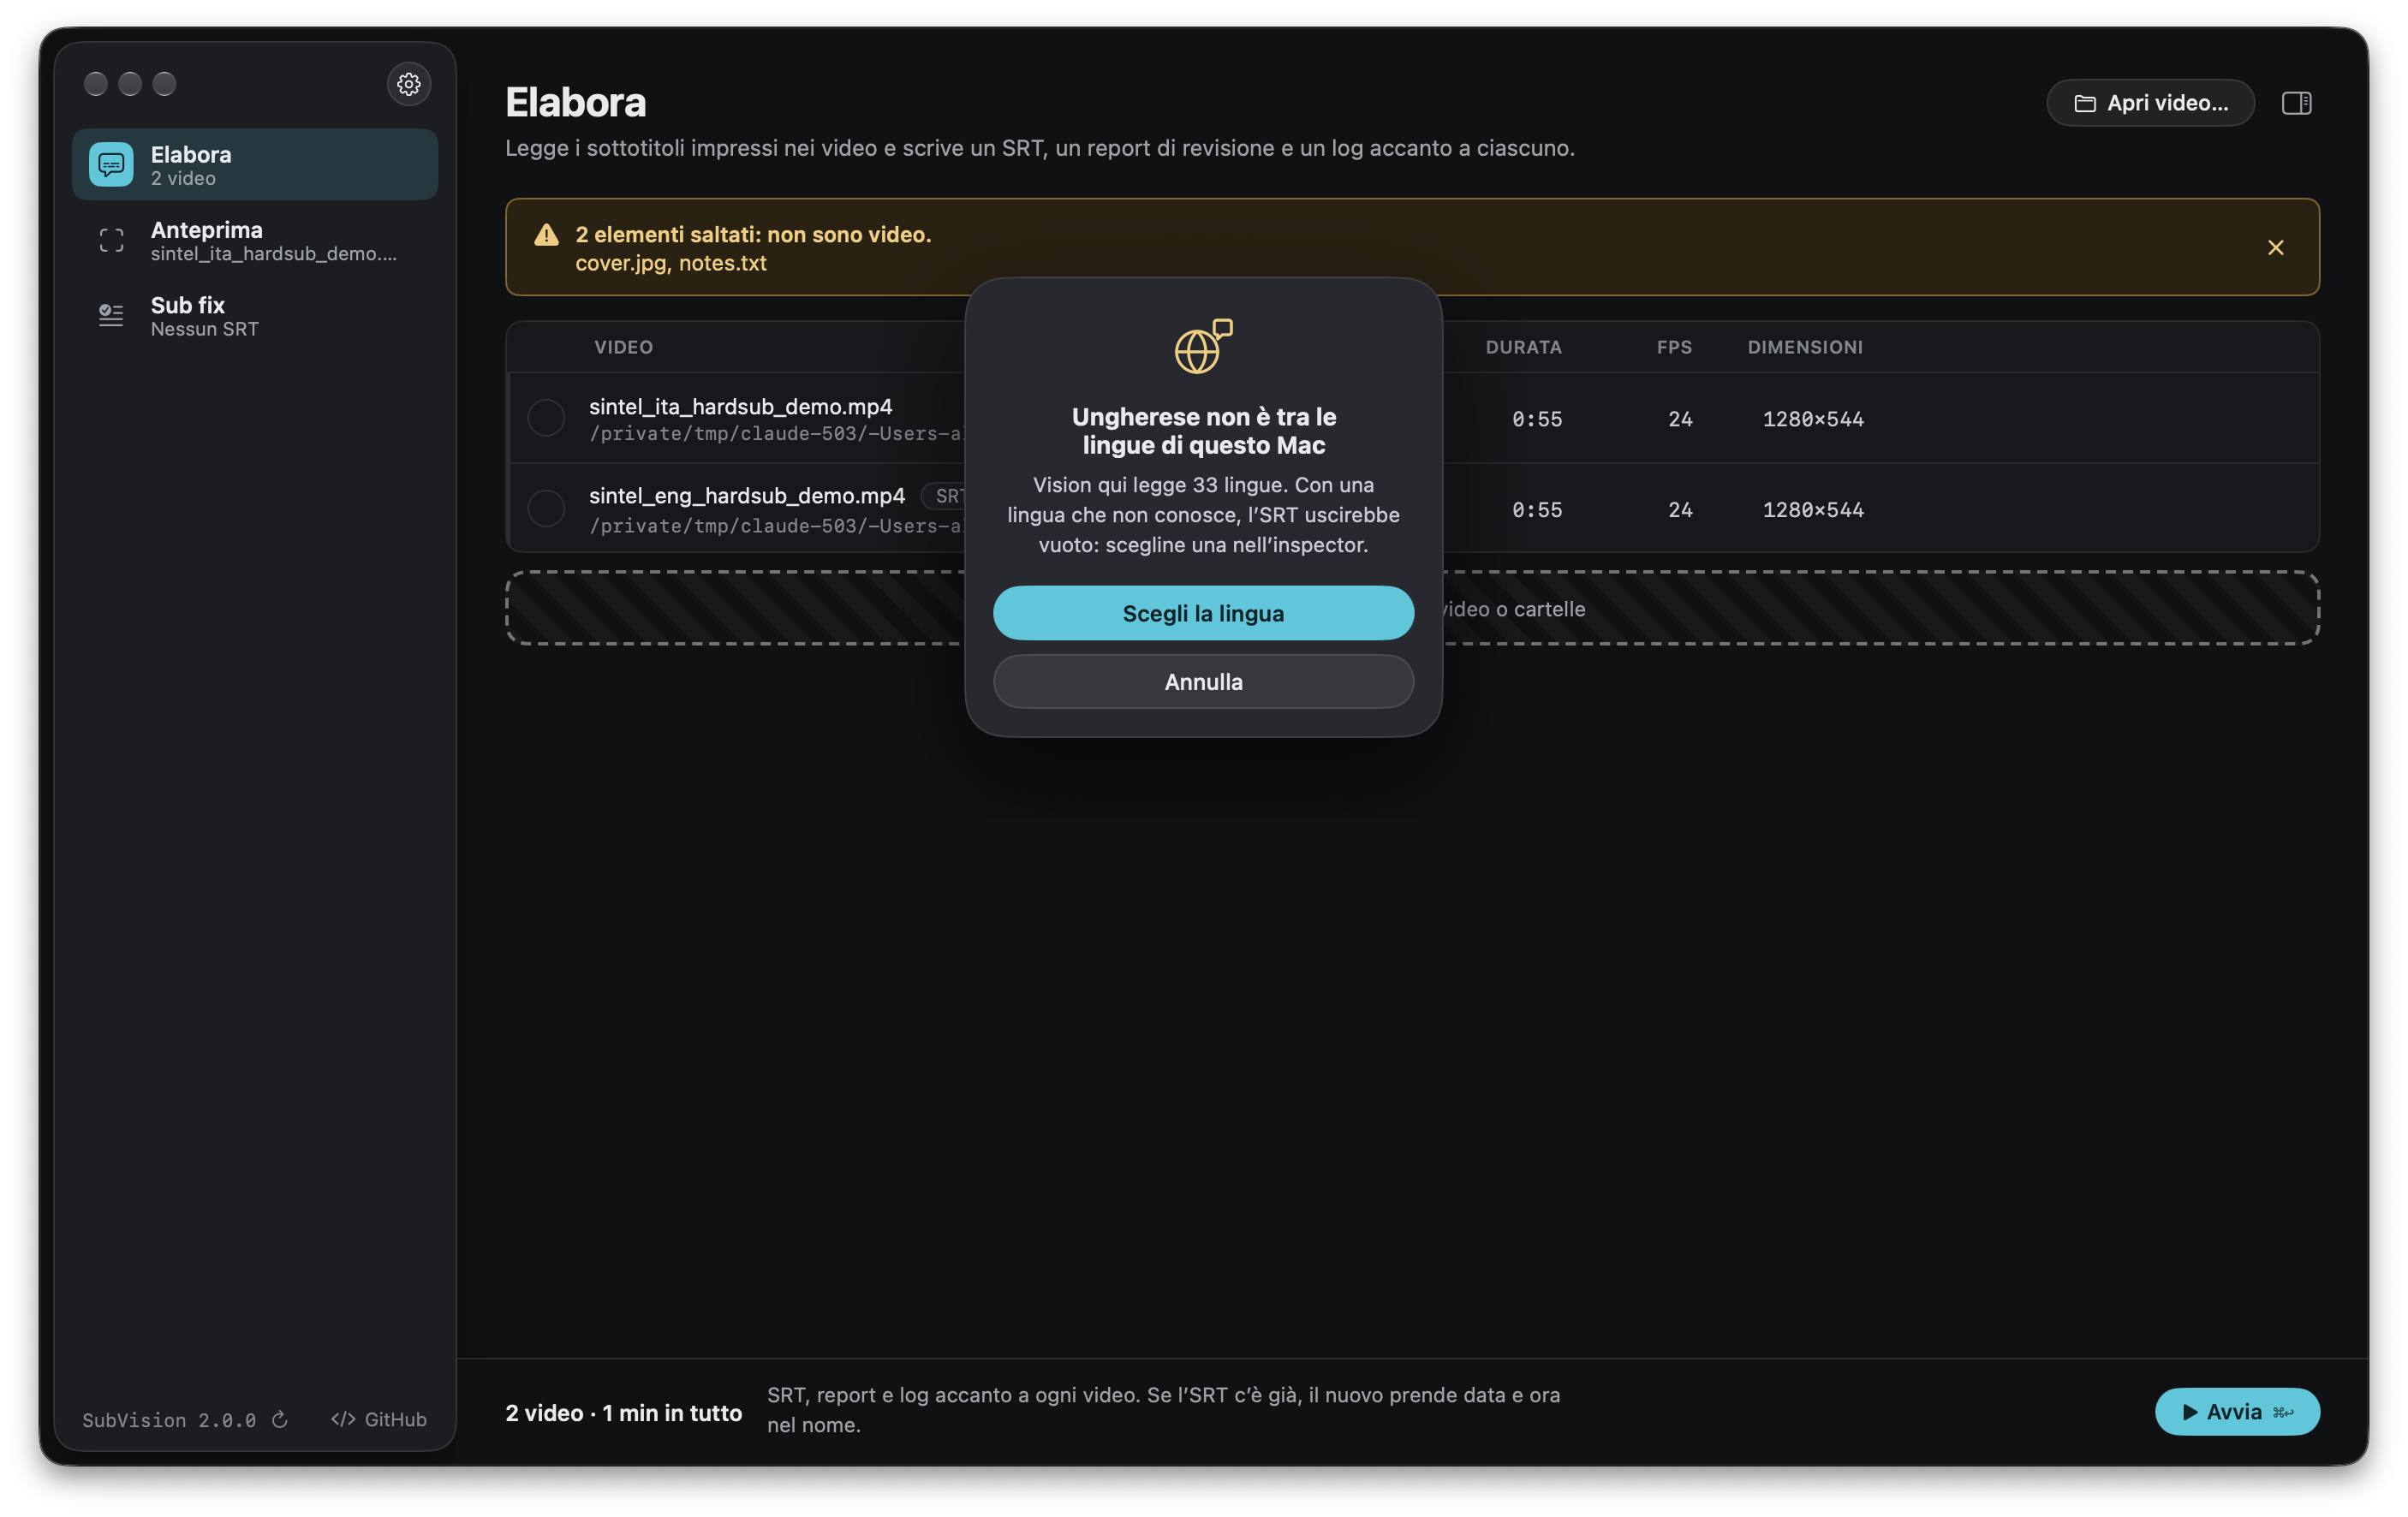 Elabora
2 video
Anteprima
sintel_ita_hardsub_demo.…
Sub fix
Nessun SRT
SubVision 2.0.0
</> GitHub
Elabora
Legge i sottotitoli impressi nei video e scrive un SRT, un report di revisione e un log accanto a ciascuno.
Apri video…
2 elementi saltati: non sono video.
cover.jpg, notes.txt
VIDEO DURATA FPS DIMENSIONI
sintel_ita_hardsub_demo.mp4
/private/tmp/claude-503/-Users-a
0:55 24 1280×544
sintel_eng_hardsub_demo.mp4 SRT
/private/tmp/claude-503/-Users-a
0:55 24 1280×544
video o cartelle
Ungherese non è tra le
lingue di questo Mac
Vision qui legge 33 lingue. Con una
lingua che non conosce, l’SRT uscirebbe
vuoto: scegline una nell’inspector.
Scegli la lingua
Annulla
2 video · 1 min in tutto
SRT, report e log accanto a ogni video. Se l’SRT c’è già, il nuovo prende data e ora
nel nome.
Avvia ⌘↩